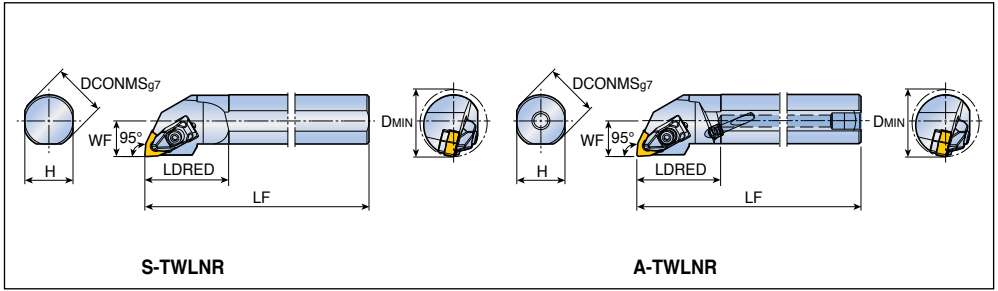 DCONMSg7
WF
95°
H
LDRED
LF
DMIN
S-TWLNR
DCONMSg7
WF
95°
H
LDRED
LF
DMIN
A-TWLNR